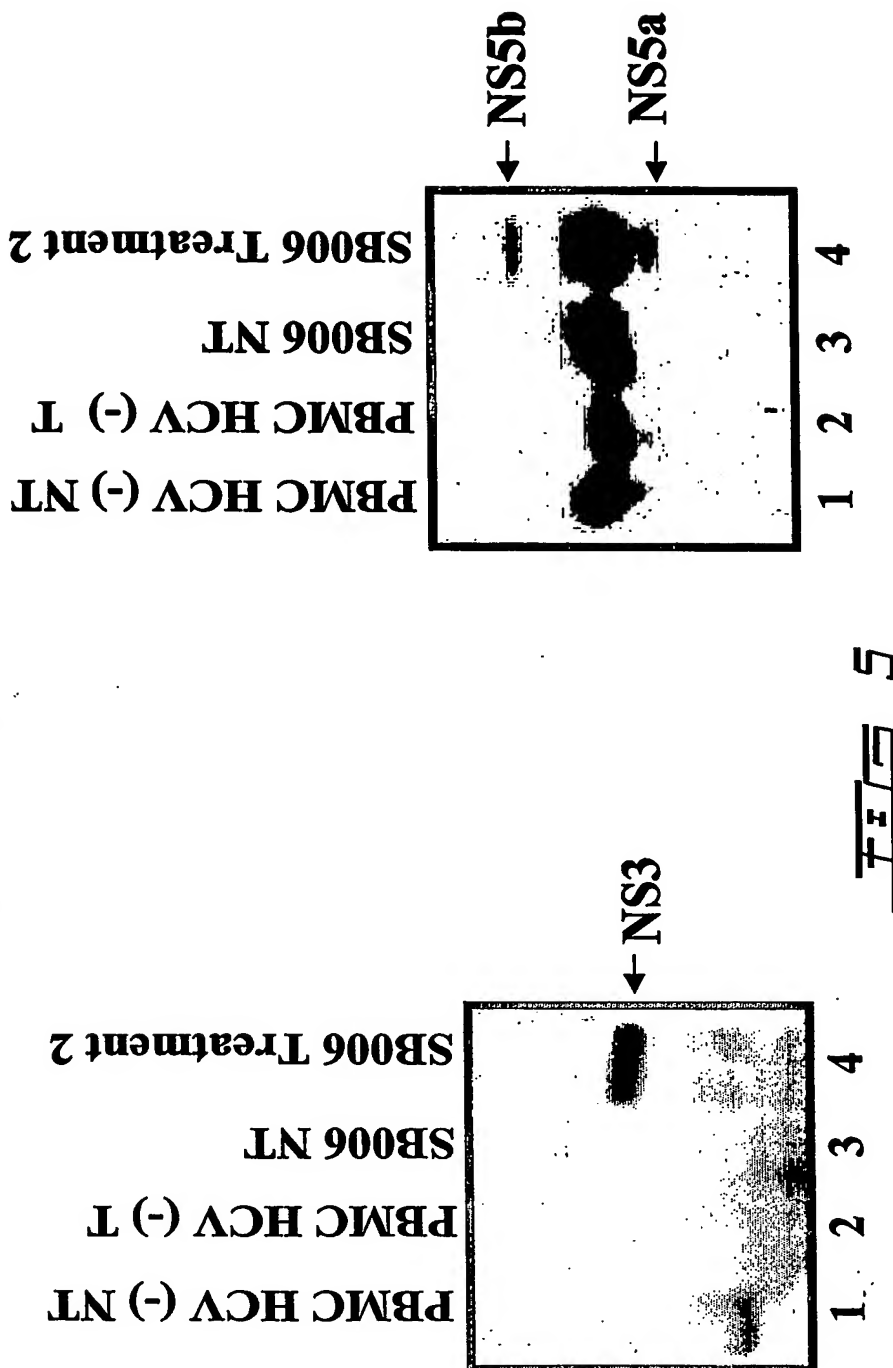 PBMC HCV (-) NT
PBMC HCV (-) T
SB006 NT
SB006 Treatment 2
← NS3
1 2 3 4
PBMC HCV (-) NT
PBMC HCV (-) T
SB006 NT
SB006 Treatment 2
← NS5b
← NS5a
1 2 3 4
FIG 5